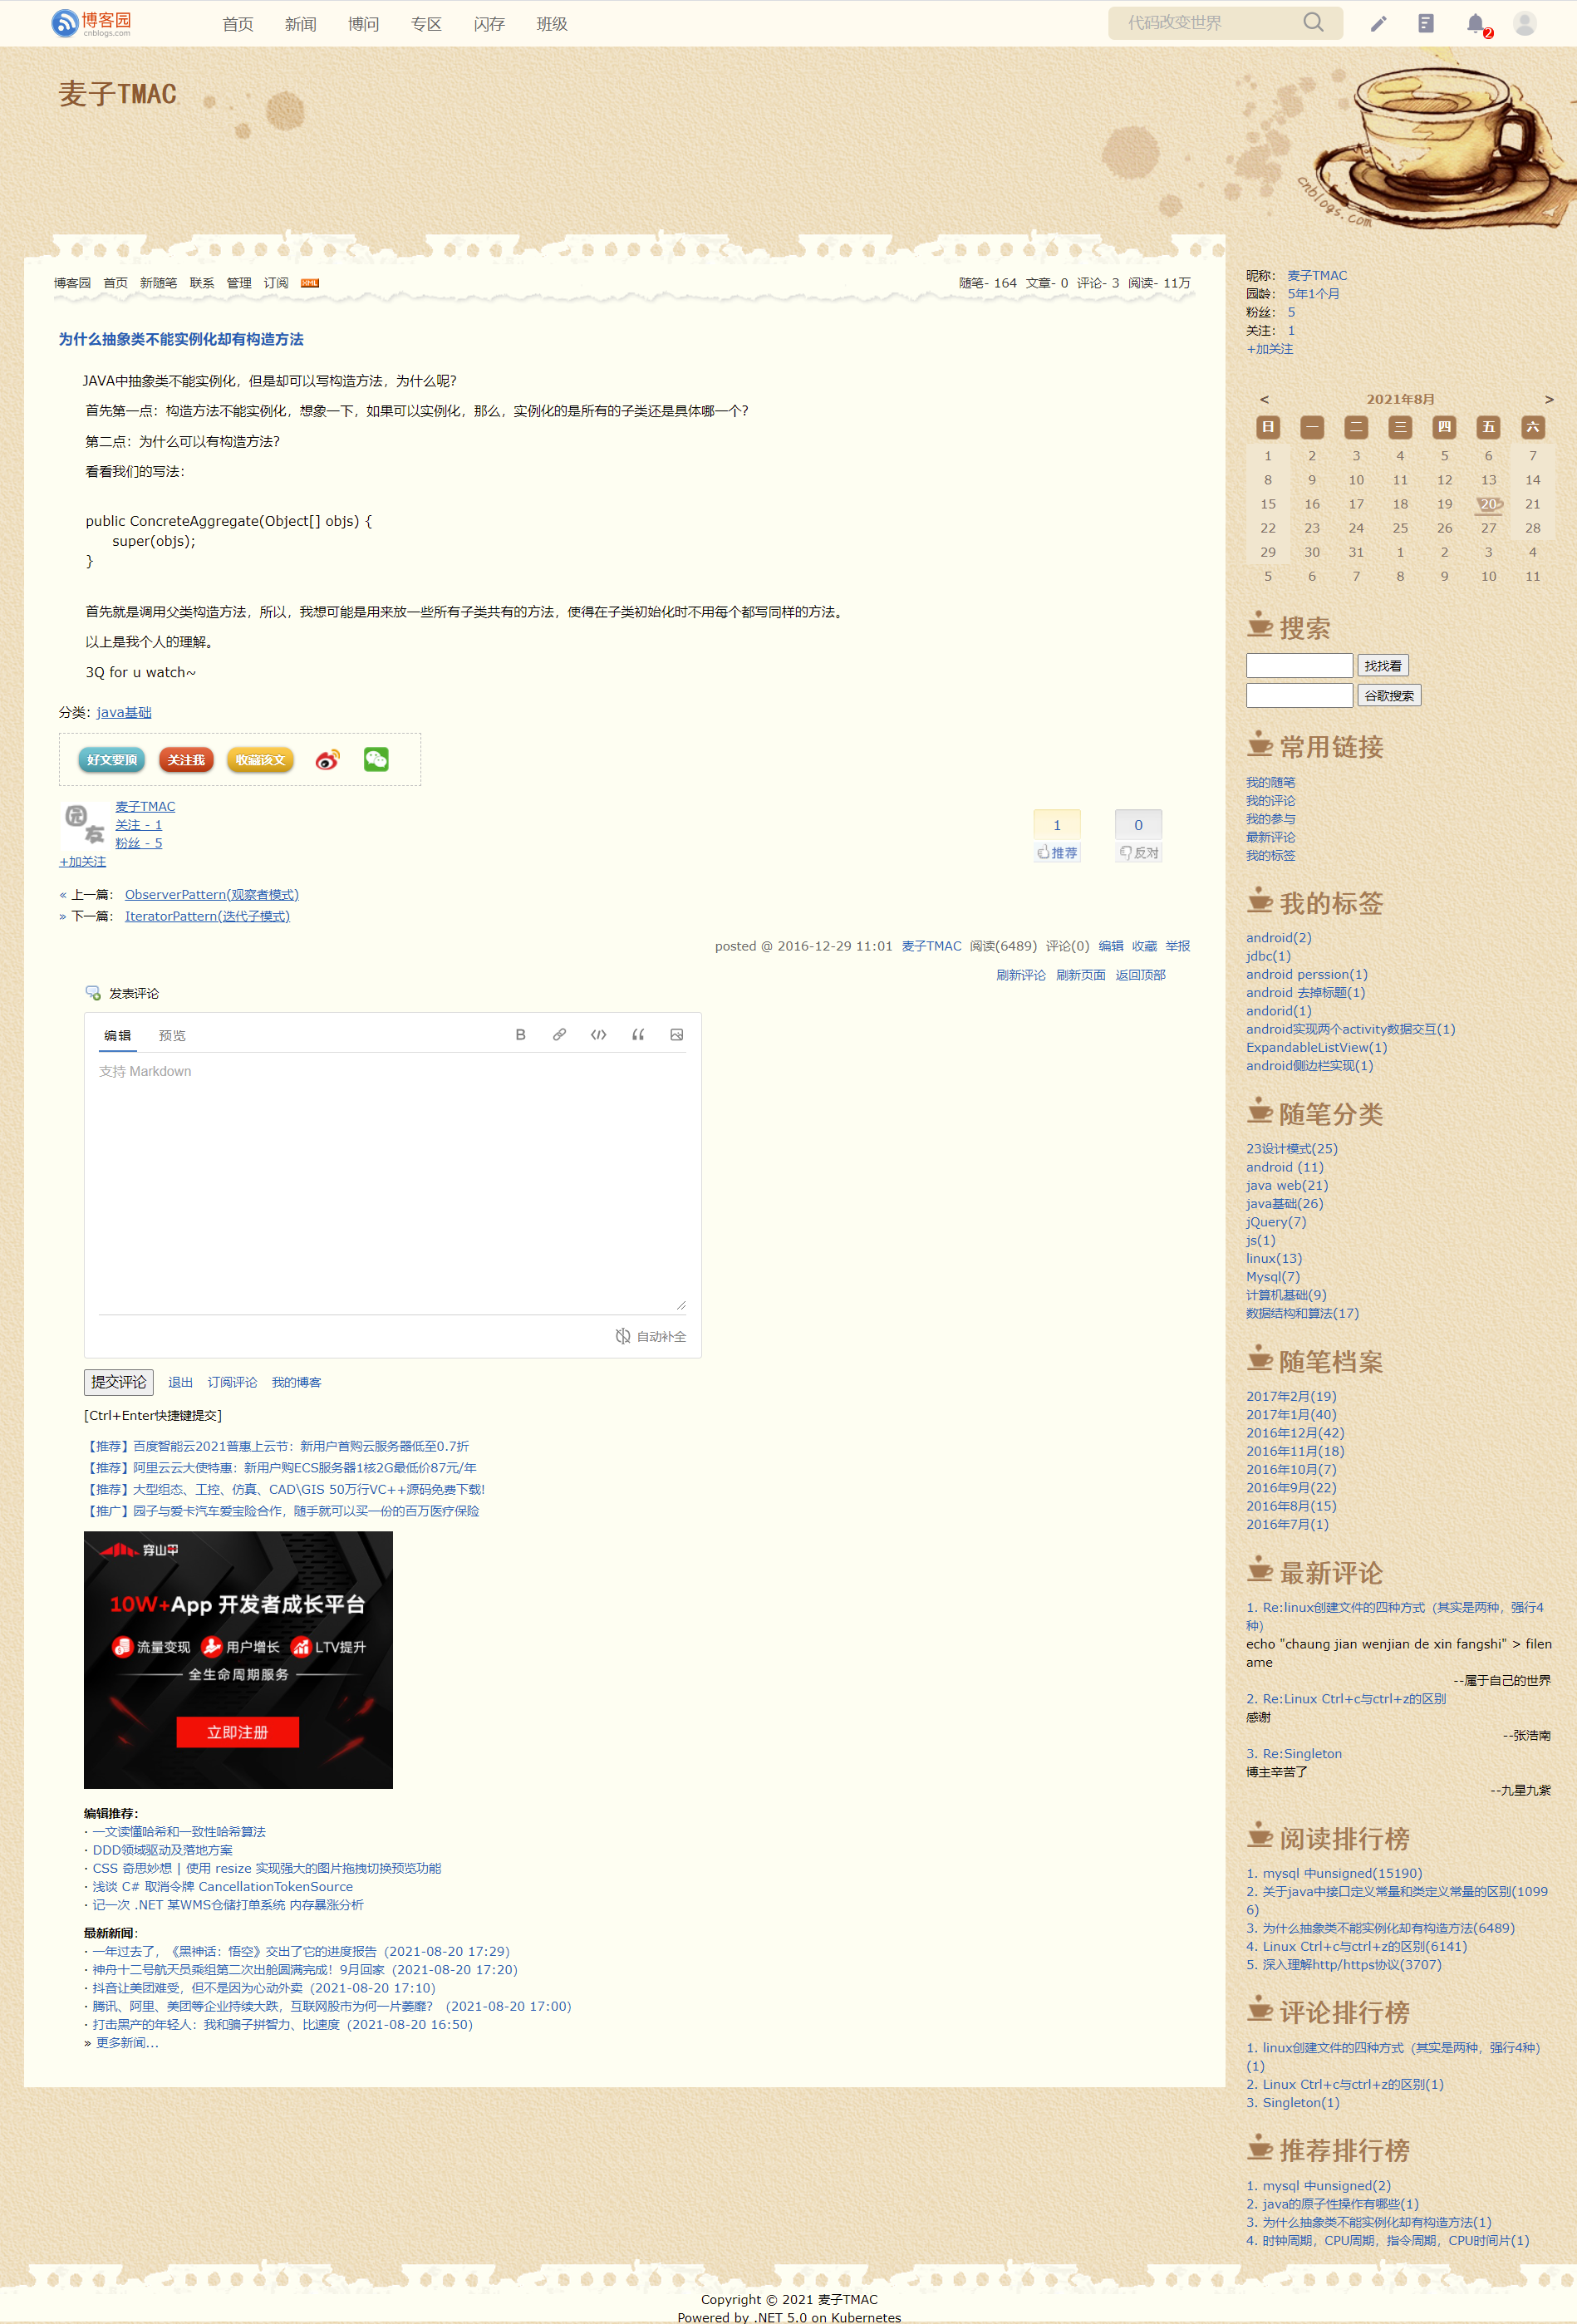 博客园
cnblogs.com
首页 新闻 博问 专区 闪存 班级
代码改变世界
2
麦子TMAC
cnblogs.com
博客园 首页 新随笔 联系 管理 订阅 XML
随笔- 164 文章- 0 评论- 3 阅读- 11万
为什么抽象类不能实例化却有构造方法
JAVA中抽象类不能实例化，但是却可以写构造方法，为什么呢?
首先第一点：构造方法不能实例化，想象一下，如果可以实例化，那么，实例化的是所有的子类还是具体哪一个?
第二点：为什么可以有构造方法?
看看我们的写法：
public ConcreteAggregate(Object[] objs) {
super(objs);
}
首先就是调用父类构造方法，所以，我想可能是用来放一些所有子类共有的方法，使得在子类初始化时不用每个都写同样的方法。
以上是我个人的理解。
3Q for u watch~
分类: java基础
好文要顶 关注我 收藏该文
园友
麦子TMAC
关注 - 1
粉丝 - 5
+加关注
1 0
推荐 反对
« 上一篇： ObserverPattern(观察者模式)
» 下一篇： IteratorPattern(迭代子模式)
posted @ 2016-12-29 11:01 麦子TMAC 阅读(6489) 评论(0) 编辑 收藏 举报
刷新评论 刷新页面 返回顶部
发表评论
编辑 预览 B
支持 Markdown
自动补全
提交评论 退出 订阅评论 我的博客
[Ctrl+Enter快捷键提交]
【推荐】百度智能云2021普惠上云节：新用户首购云服务器低至0.7折
【推荐】阿里云云大使特惠：新用户购ECS服务器1核2G最低价87元/年
【推荐】大型组态、工控、仿真、CAD\GIS 50万行VC++源码免费下载!
【推广】园子与爱卡汽车爱宝险合作，随手就可以买一份的百万医疗保险
穿山甲
10W+App 开发者成长平台
流量变现 用户增长 LTV提升
全生命周期服务
立即注册
编辑推荐：
· 一文读懂哈希和一致性哈希算法
· DDD领域驱动及落地方案
· CSS 奇思妙想 | 使用 resize 实现强大的图片拖拽切换预览功能
· 浅谈 C# 取消令牌 CancellationTokenSource
· 记一次 .NET 某WMS仓储打单系统 内存暴涨分析
最新新闻：
· 一年过去了，《黑神话：悟空》交出了它的进度报告（2021-08-20 17:29）
· 神舟十二号航天员乘组第二次出舱圆满完成！9月回家（2021-08-20 17:20）
· 抖音让美团难受，但不是因为心动外卖（2021-08-20 17:10）
· 腾讯、阿里、美团等企业持续大跌，互联网股市为何一片萎靡？（2021-08-20 17:00）
· 打击黑产的年轻人：我和骗子拼智力、比速度（2021-08-20 16:50）
» 更多新闻...
昵称： 麦子TMAC
园龄： 5年1个月
粉丝： 5
关注： 1
+加关注
< 2021年8月 >
日 一 二 三 四 五 六
1 2 3 4 5 6 7
8 9 10 11 12 13 14
15 16 17 18 19 20 21
22 23 24 25 26 27 28
29 30 31 1 2 3 4
5 6 7 8 9 10 11
搜索
找找看
谷歌搜索
常用链接
我的随笔
我的评论
我的参与
最新评论
我的标签
我的标签
android(2)
jdbc(1)
android perssion(1)
android 去掉标题(1)
andorid(1)
android实现两个activity数据交互(1)
ExpandableListView(1)
android侧边栏实现(1)
随笔分类
23设计模式(25)
android (11)
java web(21)
java基础(26)
jQuery(7)
js(1)
linux(13)
Mysql(7)
计算机基础(9)
数据结构和算法(17)
随笔档案
2017年2月(19)
2017年1月(40)
2016年12月(42)
2016年11月(18)
2016年10月(7)
2016年9月(22)
2016年8月(15)
2016年7月(1)
最新评论
1. Re:linux创建文件的四种方式（其实是两种，强行4
种）
echo "chaung jian wenjian de xin fangshi" > filen
ame
--属于自己的世界
2. Re:Linux Ctrl+c与ctrl+z的区别
感谢
--张浩南
3. Re:Singleton
博主辛苦了
--九星九紫
阅读排行榜
1. mysql 中unsigned(15190)
2. 关于java中接口定义常量和类定义常量的区别(1099
6)
3. 为什么抽象类不能实例化却有构造方法(6489)
4. Linux Ctrl+c与ctrl+z的区别(6141)
5. 深入理解http/https协议(3707)
评论排行榜
1. linux创建文件的四种方式（其实是两种，强行4种）
(1)
2. Linux Ctrl+c与ctrl+z的区别(1)
3. Singleton(1)
推荐排行榜
1. mysql 中unsigned(2)
2. java的原子性操作有哪些(1)
3. 为什么抽象类不能实例化却有构造方法(1)
4. 时钟周期，CPU周期，指令周期，CPU时间片(1)
Copyright © 2021 麦子TMAC
Powered by .NET 5.0 on Kubernetes